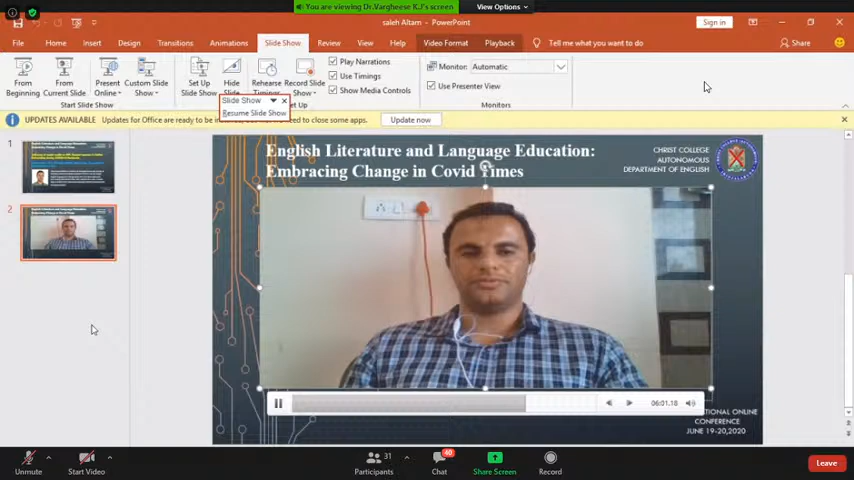 You are viewing Dr.Vargheese K.J's screen
View Options
saleh Altam - PowerPoint
Sign in
File
Home
Insert
Design
Transitions
Animations
Slide Show
Review
View
Help
Video Format
Playback
Tell me what you want to do
Share
From
Beginning
From
Current Slide
Present
Online
Custom Slide
Show
Set Up
Slide Show
Hide
Slide
Rehearse
Timings
Record Slide
Show
Play Narrations
Use Timings
Show Media Controls
Monitor:
Automatic
Use Presenter View
Start Slide Show
Set Up
Monitors
Slide Show
Resume Slide Show
UPDATES AVAILABLE
Updates for Office are ready to be
need to close some apps.
Update now
1
2
English Literature and Language Education:
Embracing Change in Covid Times
CHRIST COLLEGE
AUTONOMOUS
DEPARTMENT OF ENGLISH
06:01.18
ONLINE
CONFERENCE
JUNE 19-20,2020
Unmute
Start Video
31
Participants
40
Chat
Share Screen
Record
Leave